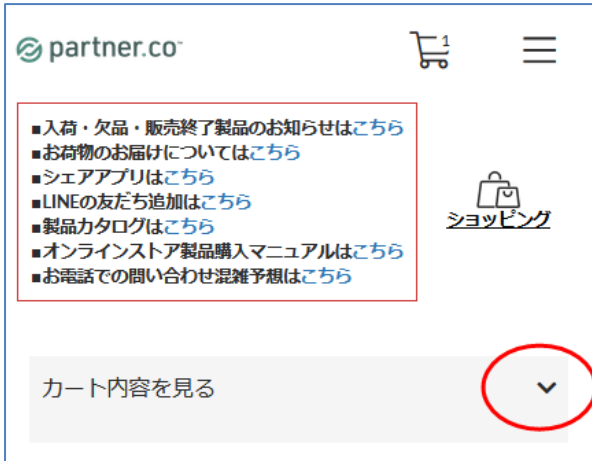 partner.co
1
■入荷・欠品・販売終了製品のお知らせはこちら
■お荷物のお届けについてはこちら
■シェアアプリはこちら
■LINEの友だち追加はこちら
■製品カタログはこちら
■オンラインストア製品購入マニュアルはこちら
■お電話での問い合わせ混雑予想はこちら
ショッピング
カート内容を見る